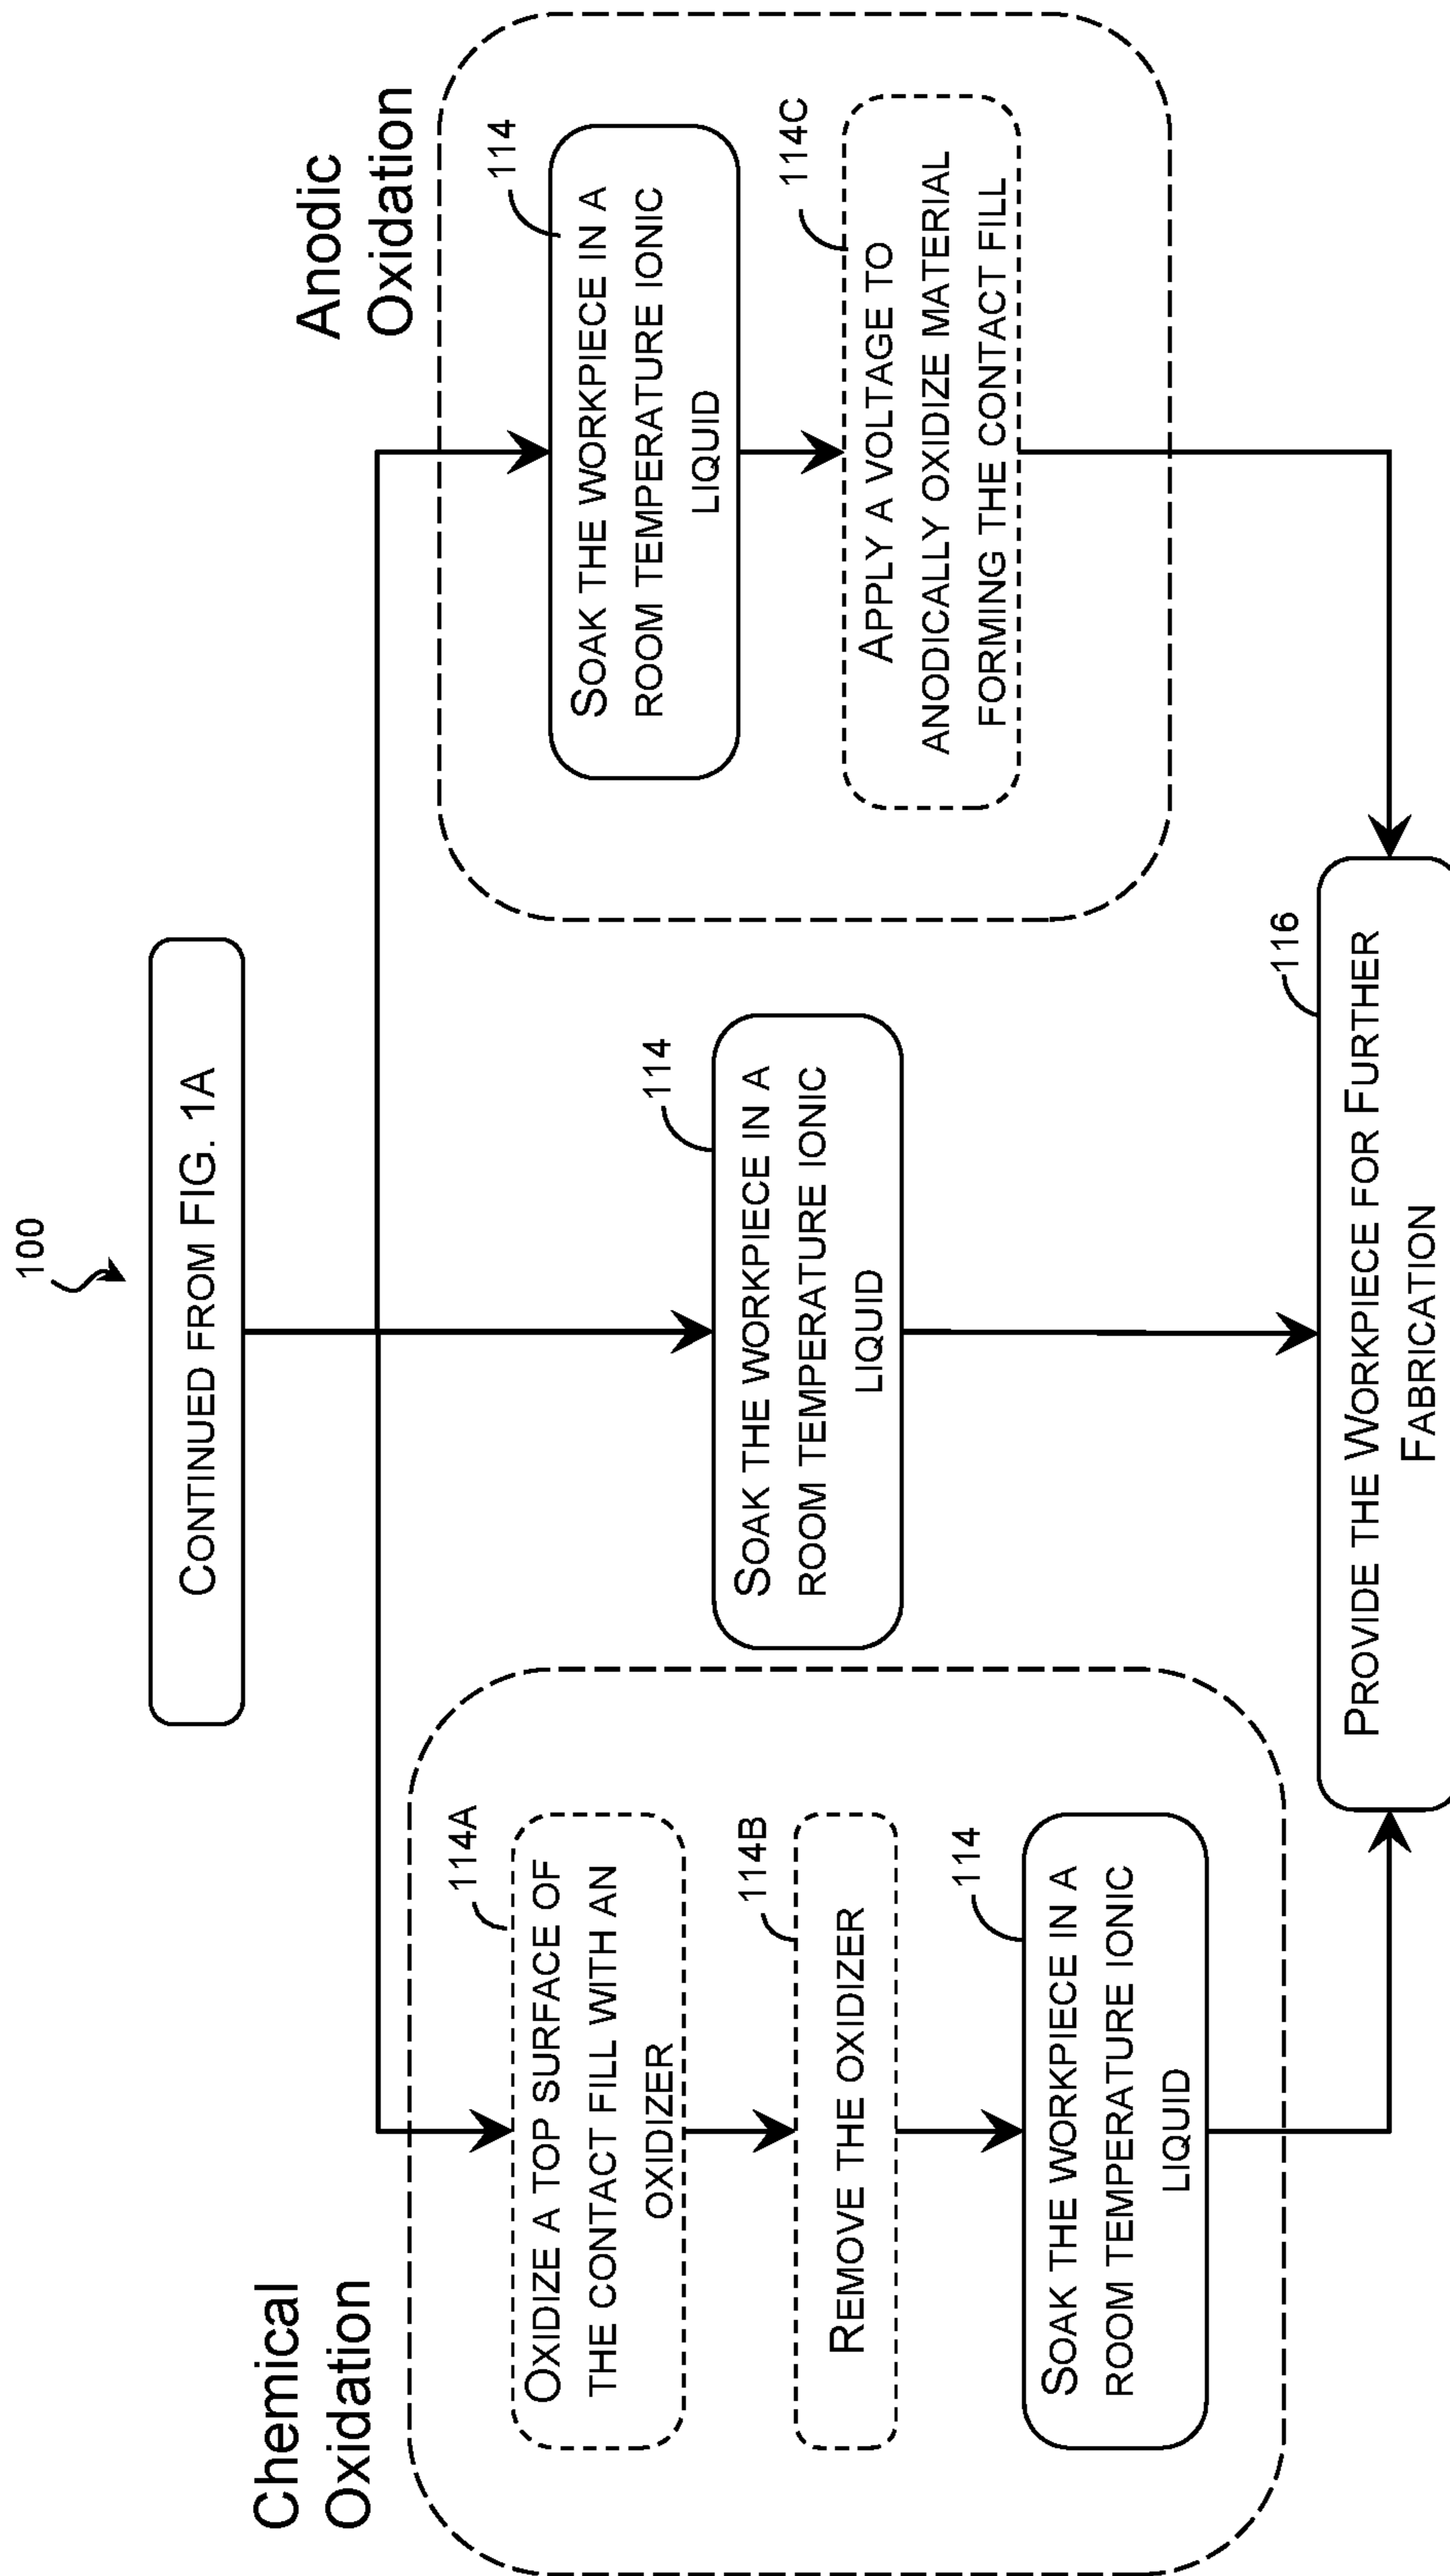 100
CONTINUED FROM FIG. 1A
Chemical
Oxidation
114A
OXIDIZE A TOP SURFACE OF
THE CONTACT FILL WITH AN
OXIDIZER
114B
REMOVE THE OXIDIZER
114
SOAK THE WORKPIECE IN A
ROOM TEMPERATURE IONIC
LIQUID
114
SOAK THE WORKPIECE IN A
ROOM TEMPERATURE IONIC
LIQUID
Anodic
Oxidation
114
SOAK THE WORKPIECE IN A
ROOM TEMPERATURE IONIC
LIQUID
114C
APPLY A VOLTAGE TO
ANODICALLY OXIDIZE MATERIAL
FORMING THE CONTACT FILL
116
PROVIDE THE WORKPIECE FOR FURTHER
FABRICATION